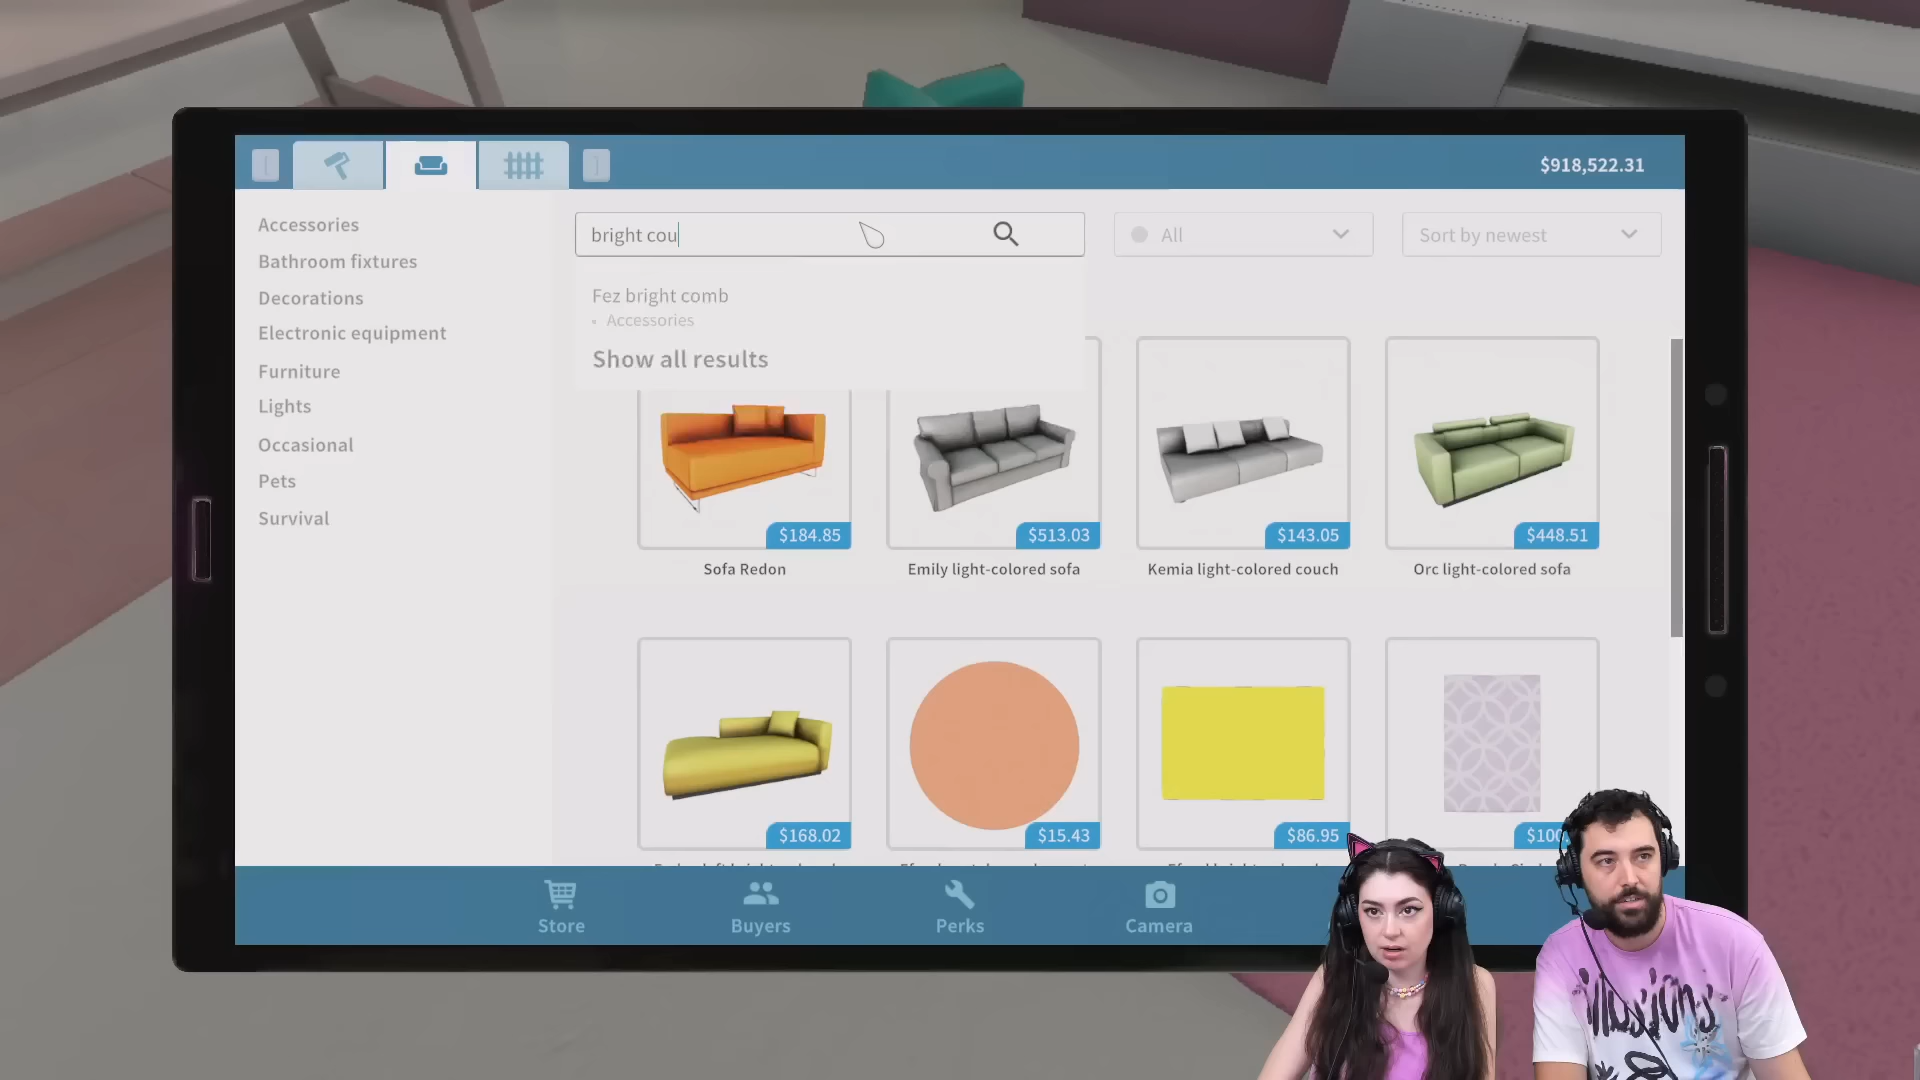 $918,522.31
Accessories
Bathroom fixtures
Decorations
Electronic equipment
Furniture
Lights
Occasional
Pets
Survival
bright cou
All
Sort by newest
Fez bright comb
Accessories
Show all results
$184.85
$513.03
$143.05
$448.51
Sofa Redon
Emily light-colored sofa
Kemia light-colored couch
Orc light-colored sofa
$168.02
$15.43
$86.95
$100
Store
Buyers
Perks
Camera